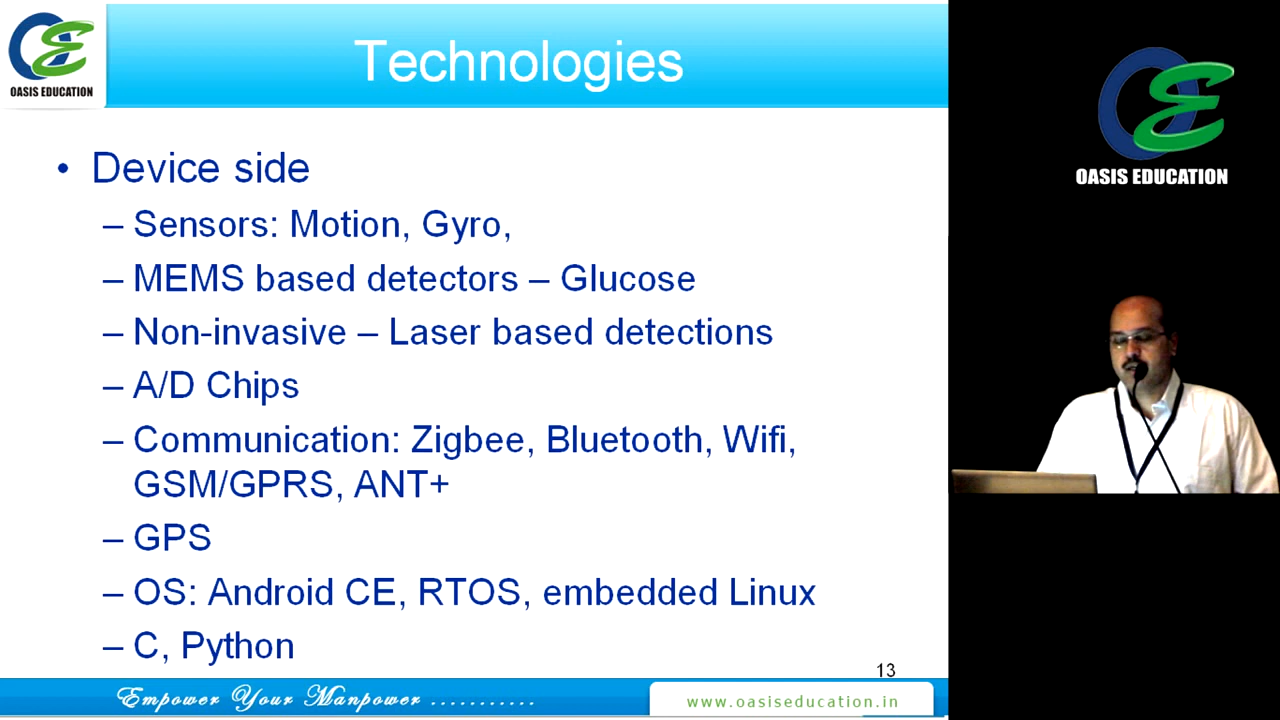 OASIS EDUCATION
Technologies
• Device side
– Sensors: Motion, Gyro,
– MEMS based detectors – Glucose
– Non-invasive – Laser based detections
– A/D Chips
– Communication: Zigbee, Bluetooth, Wifi,
GSM/GPRS, ANT+
– GPS
– OS: Android CE, RTOS, embedded Linux
– C, Python
13
Empower Your Manpower ...........
www.oasiseducation.in
OASIS EDUCATION